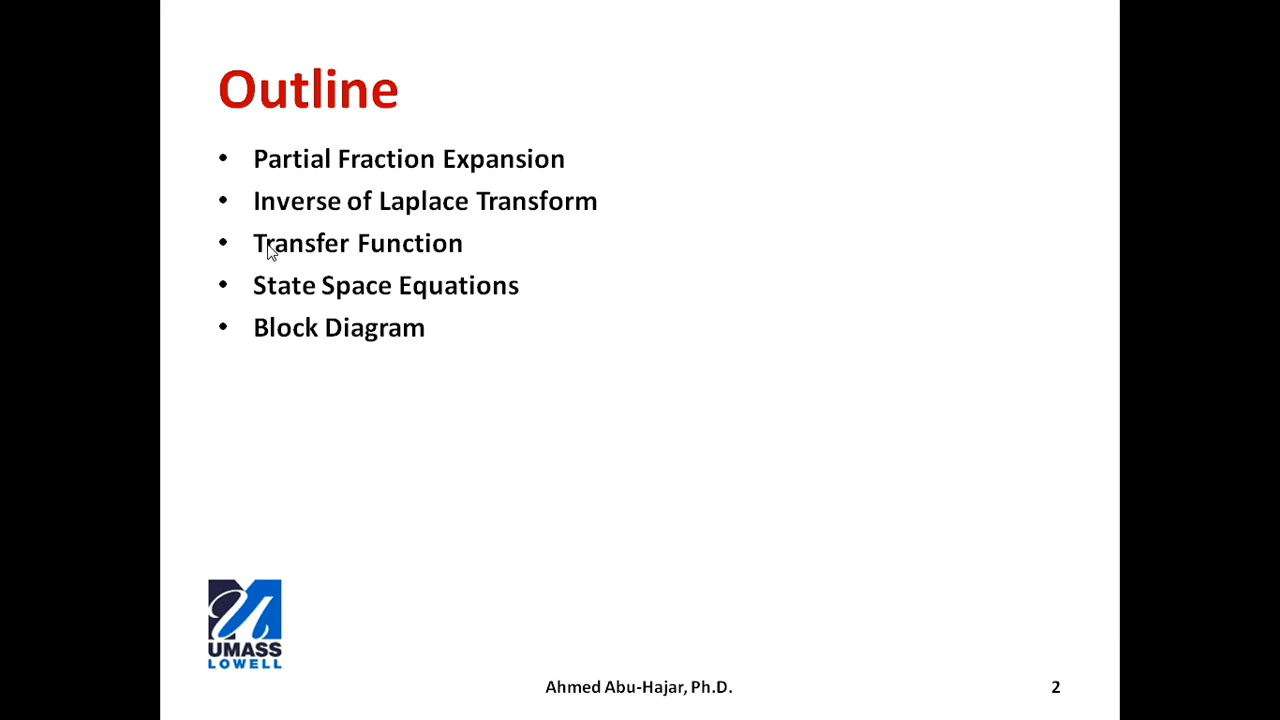 Outline
• Partial Fraction Expansion
• Inverse of Laplace Transform
• Transfer Function
• State Space Equations
• Block Diagram
UMASS
LOWELL
Ahmed Abu-Hajar, Ph.D.
2